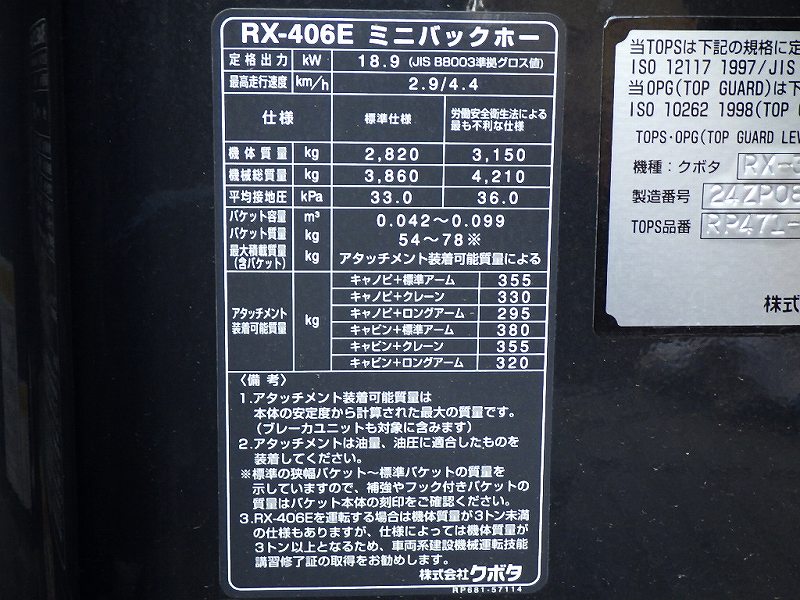 RX-406E ミニバックホー
定格出力 kW 18.9 (JIS B8003準拠グロス値)
最高走行速度 km/h 2.9/4.4
仕様 標準仕様 労働安全衛生法による
最も不利な仕様
機体質量 kg 2,820 3,150
機械総質量 kg 3,860 4,210
平均接地圧 kPa 33.0 36.0
バケット容量 m³ 0.042～0.099
バケット質量 kg 54～78※
最大積載質量
(含バケット) kg アタッチメント装着可能質量による
アタッチメント
装着可能質量 kg
キャノピ+標準アーム 355
キャノピ+クレーン 330
キャノピ+ロングアーム 295
キャビン+標準アーム 380
キャビン+クレーン 355
キャビン+ロングアーム 320
〈備 考〉
1.アタッチメント装着可能質量は
本体の安定度から計算された最大の質量です。
(ブレーカユニットも対象に含みます)
2.アタッチメントは油量、油圧に適合したものを
装着してください。
※標準の狭幅バケット～標準バケットの質量を
示していますので、補強やフック付きバケットの
質量はバケット本体の刻印をご確認ください。
3.RX-406Eを運転する場合は機体質量が3トン未満
の仕様もありますが、仕様によっては機体質量が
3トン以上となるため、車両系建設機械運転技能
講習修了証の取得をお勧めします。
株式会社クボタ
RP681-57114
当TOPSは下記の規格に定
ISO 12117 1997/JIS
当OPG(TOP GUARD)は下
ISO 10262 1998(TOP
TOPS・OPG(TOP GUARD LEV
機種：クボタ RX-
製造番号 24ZP08
TOPS品番 RP471-
株式